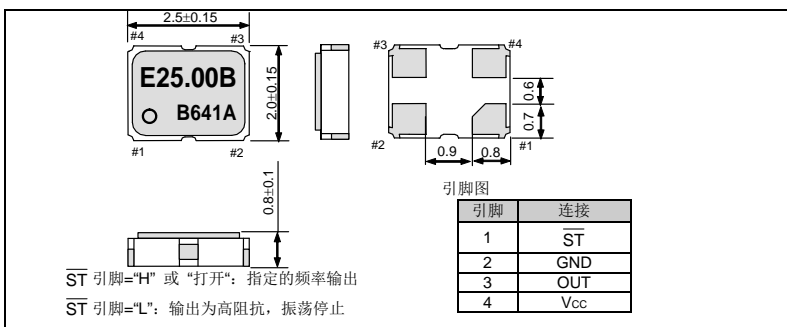 2.5±0.15
#4
#3
E25.00B
B641A
#1
#2
2.0±0.15
#3
#4
#2
#1
0.6
0.7
0.9
0.8
0.8±0.1
引脚图
引脚 连接
1 S̅T̅
2 GND
3 OUT
4 Vcc
S̅T̅ 引脚="H" 或 "打开": 指定的频率输出
S̅T̅ 引脚="L": 输出为高阻抗，振荡停止